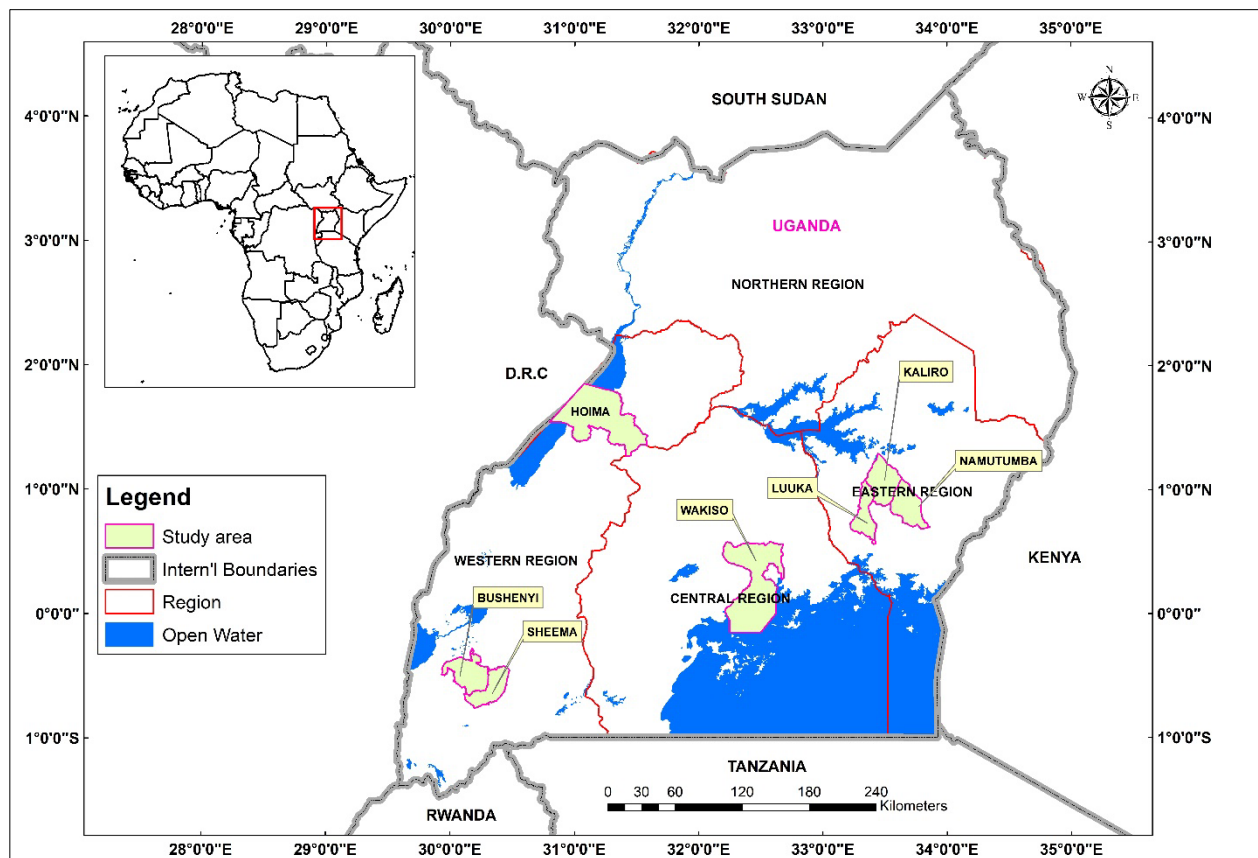 28°0'0"E 29°0'0"E 30°0'0"E 31°0'0"E 32°0'0"E 33°0'0"E 34°0'0"E 35°0'0"E
N
W E
S
SOUTH SUDAN
4°0'0"N 4°0'0"N
UGANDA
3°0'0"N 3°0'0"N
NORTHERN REGION
2°0'0"N 2°0'0"N
D.R.C
KALIRO
HOIMA
NAMUTUMBA
LUUKA
EASTERN REGION
1°0'0"N 1°0'0"N
WAKISO
Legend
Study area
Intern'l Boundaries
Region
Open Water
WESTERN REGION
KENYA
BUSHENYI
CENTRAL REGION
0°0'0" 0°0'0"
SHEEMA
1°0'0"S 1°0'0"S
TANZANIA
0 30 60 120 180 240
Kilometers
RWANDA
28°0'0"E 29°0'0"E 30°0'0"E 31°0'0"E 32°0'0"E 33°0'0"E 34°0'0"E 35°0'0"E